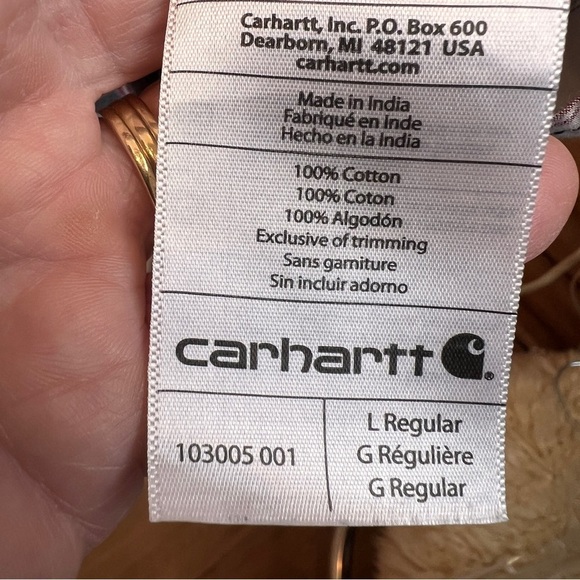 Carhartt, Inc. P.O. Box 600
Dearborn, MI 48121 USA
carhartt.com
Made in India
Fabriqué en Inde
Hecho en la India
100% Cotton
100% Coton
100% Algodón
Exclusive of trimming
Sans garniture
Sin incluir adorno
carhartt
103005 001
L Regular
G Régulière
G Regular